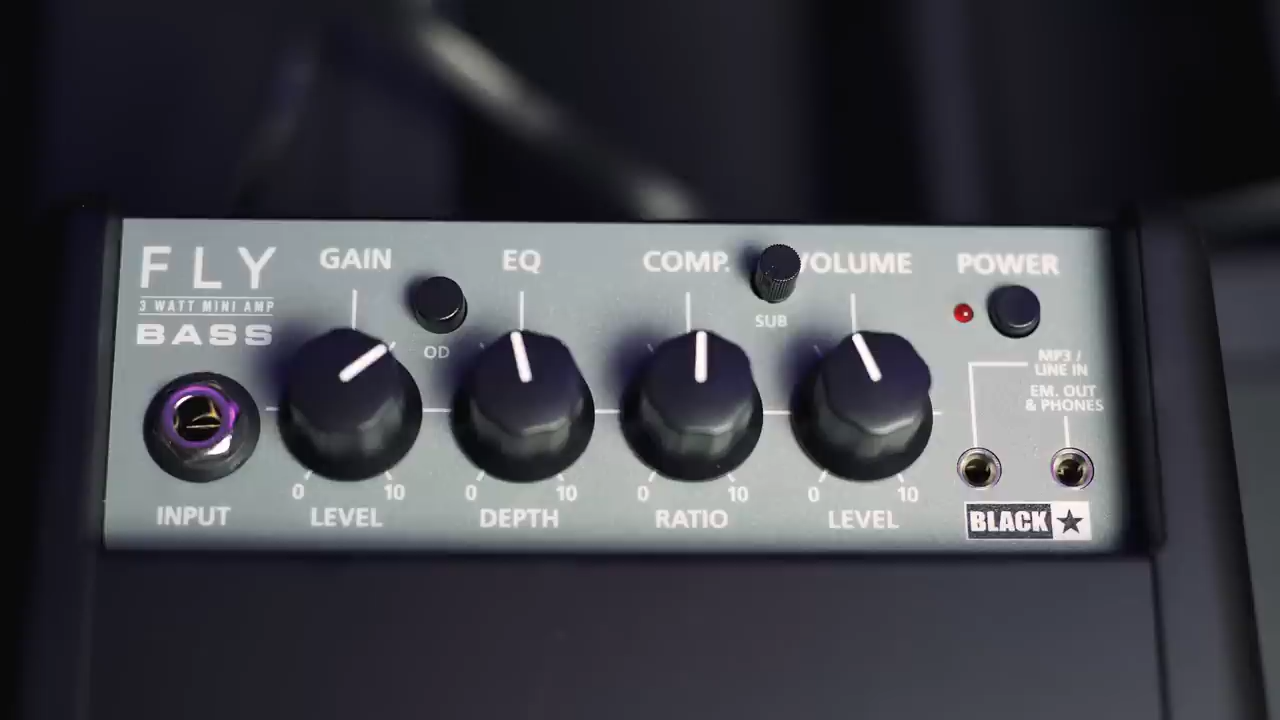 FLY
3 WATT MINI AMP
BASS
INPUT
GAIN
OD
0 10
LEVEL
EQ
0 10
DEPTH
COMP.
0 10
RATIO
SUB
VOLUME
0 10
LEVEL
POWER
MP3 /
LINE IN
EM. OUT
& PHONES
BLACK★